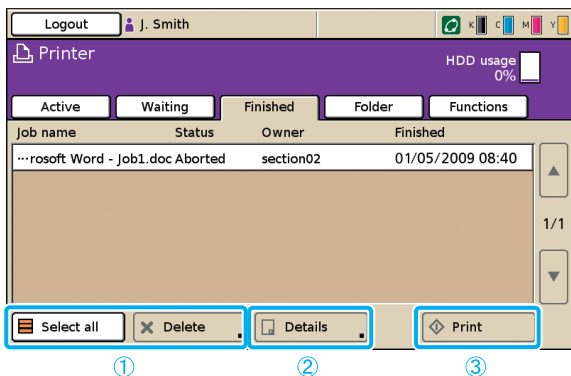 Logout J. Smith K C M Y
Printer
HDD usage
0%
Active Waiting Finished Folder Functions
Job name Status Owner Finished
···rosoft Word - Job1.doc Aborted section02 01/05/2009 08:40
1/1
Select all Delete Details Print
① ② ③